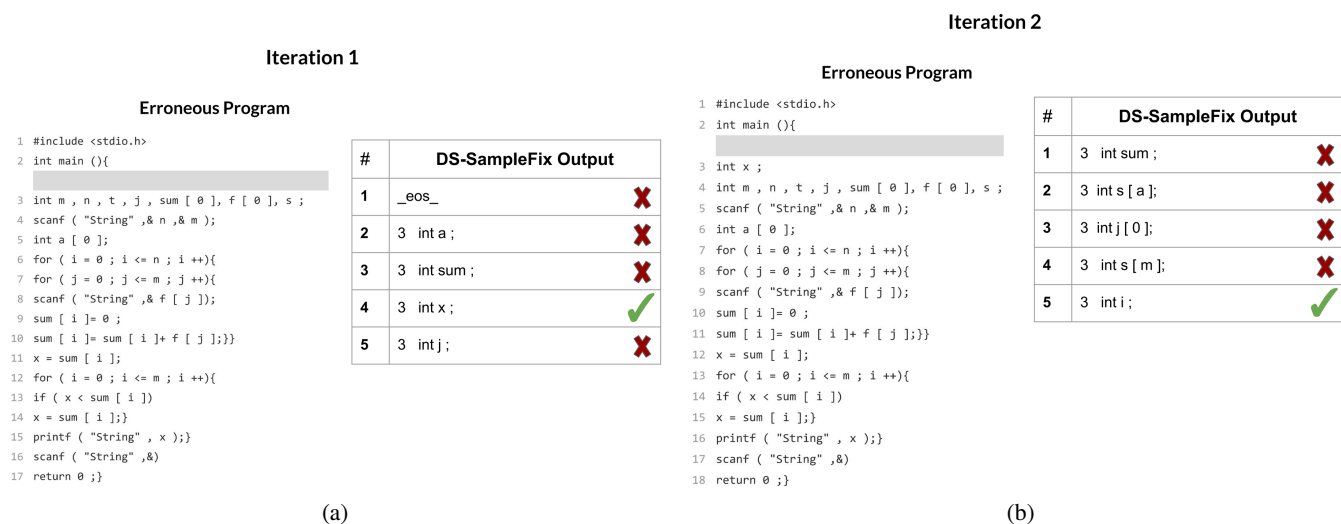 Iteration 1
Erroneous Program
1 #include <stdio.h>
2 int main (){
3 int m , n , t , j , sum [ 0 ], f [ 0 ], s ;
4 scanf ( "String" ,& n ,& m );
5 int a [ 0 ];
6 for ( i = 0 ; i <= n ; i ++){
7 for ( j = 0 ; j <= m ; j ++){
8 scanf ( "String" ,& f [ j ]);
9 sum [ i ]= 0 ;
10 sum [ i ]= sum [ i ]+ f [ j ];}}
11 x = sum [ i ];
12 for ( i = 0 ; i <= m ; i ++){
13 if ( x < sum [ i ])
14 x = sum [ i ];}
15 printf ( "String" , x );}
16 scanf ( "String" ,&)
17 return 0 ;}
# DS-SampleFix Output
1 _eos_
2 3 int a ;
3 3 int sum ;
4 3 int x ;
5 3 int j ;
(a)
Iteration 2
Erroneous Program
1 #include <stdio.h>
2 int main (){
3 int x ;
4 int m , n , t , j , sum [ 0 ], f [ 0 ], s ;
5 scanf ( "String" ,& n ,& m );
6 int a [ 0 ];
7 for ( i = 0 ; i <= n ; i ++){
8 for ( j = 0 ; j <= m ; j ++){
9 scanf ( "String" ,& f [ j ]);
10 sum [ i ]= 0 ;
11 sum [ i ]= sum [ i ]+ f [ j ];}}
12 x = sum [ i ];
13 for ( i = 0 ; i <= m ; i ++){
14 if ( x < sum [ i ])
15 x = sum [ i ];}
16 printf ( "String" , x );}
17 scanf ( "String" ,&)
18 return 0 ;}
# DS-SampleFix Output
1 3 int sum ;
2 3 int s [ a ];
3 3 int j [ 0 ];
4 3 int s [ m ];
5 3 int i ;
(b)